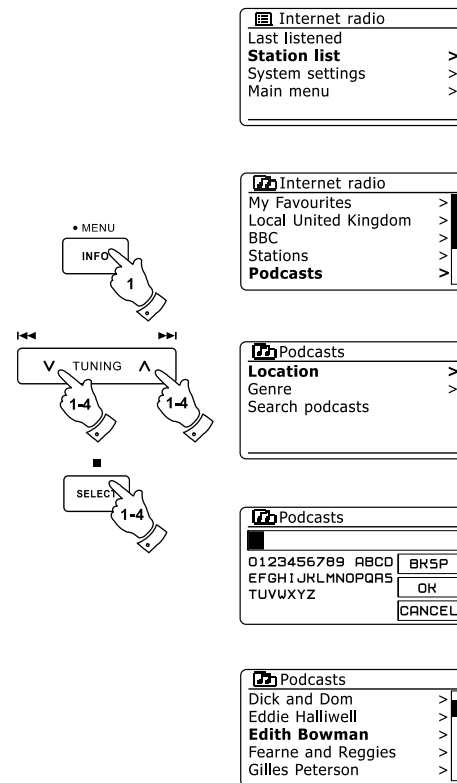 Internet radio
Last listened
Station list >
System settings >
Main menu >
Internet radio
My Favourites >
Local United Kingdom >
BBC >
Stations >
Podcasts >
• MENU
INFO
1
TUNING
1-4
1-4
SELECT
1-4
Podcasts
Location >
Genre >
Search podcasts
Podcasts
0123456789 ABCD
EFGHIJKLMNOPQRS
TUVWXYZ
BKSP
OK
CANCEL
Podcasts
Dick and Dom >
Eddie Halliwell >
Edith Bowman >
Fearne and Reggies >
Gilles Peterson >